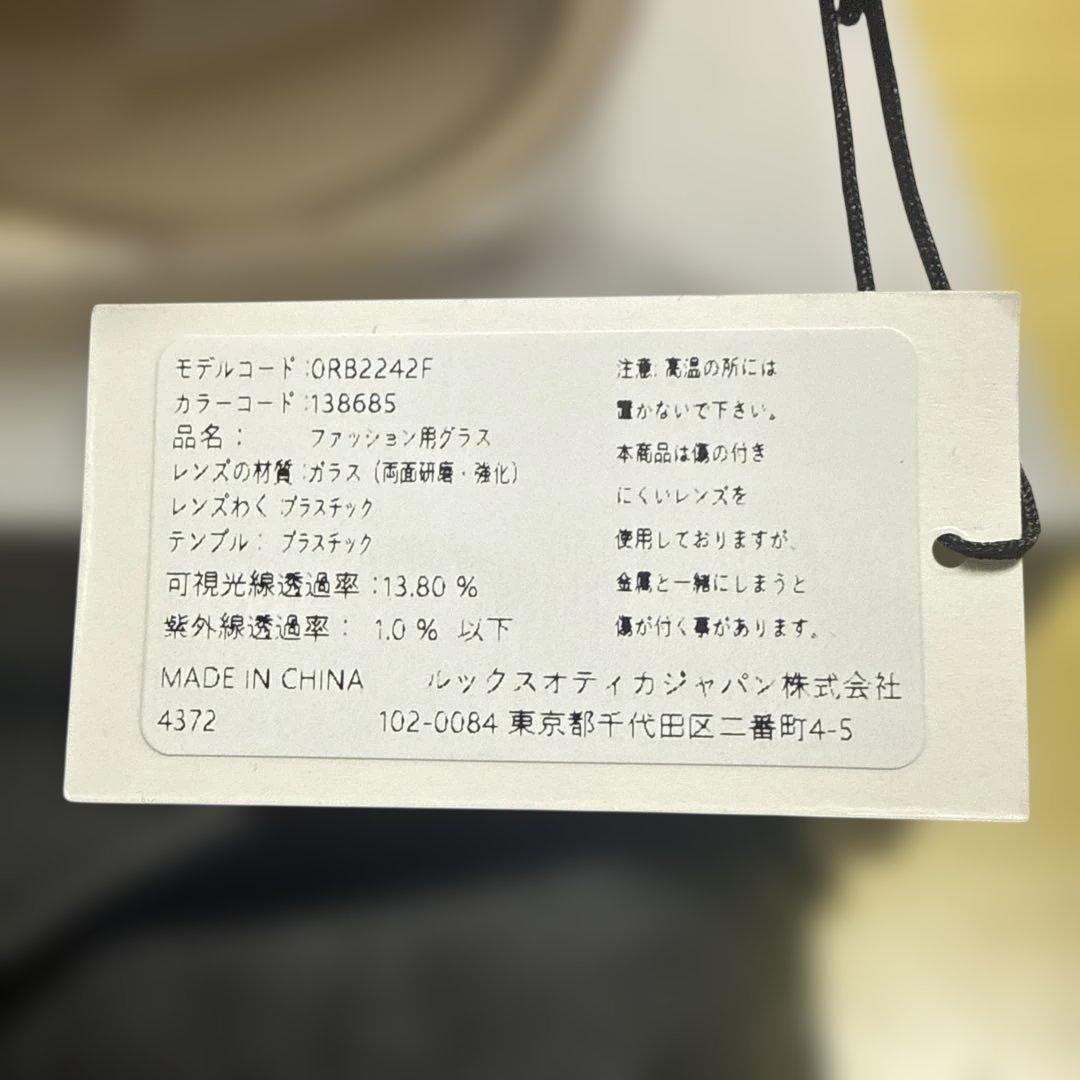 モデルコード:0RB2242F
カラーコード:138685
品名: ファッション用グラス
レンズの材質:ガラス(両面研磨・強化)
レンズわく:プラスチック
テンプル: プラスチック
可視光線透過率:13.80 %
紫外線透過率: 1.0 % 以下
MADE IN CHINA
4372
注意:高温の所には
置かないで下さい。
本商品は傷の付き
にくいレンズを
使用しておりますが、
金属と一緒にしまうと
傷が付く事があります。
ルックスオティカジャパン株式会社
102-0084 東京都千代田区二番町4-5